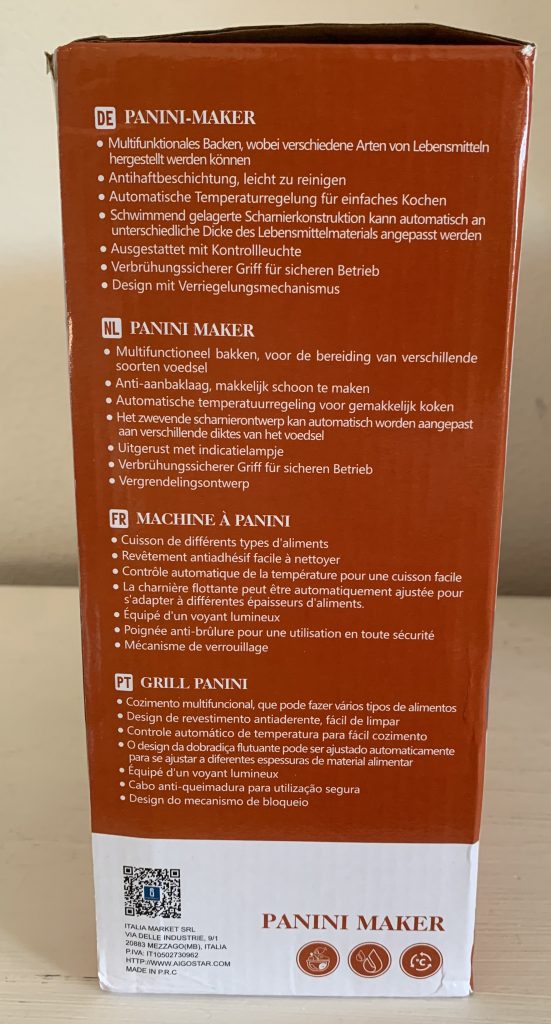 DE PANINI-MAKER
• Multifunktionales Backen, wobei verschiedene Arten von Lebensmitteln
hergestellt werden können
• Antihaftbeschichtung, leicht zu reinigen
• Automatische Temperaturregelung für einfaches Kochen
• Schwimmend gelagerte Scharnierkonstruktion kann automatisch an
unterschiedliche Dicke des Lebensmittelmaterials angepasst werden
• Ausgestattet mit Kontrollleuchte
• Verbrühungssicherer Griff für sicheren Betrieb
• Design mit Verriegelungsmechanismus
NL PANINI MAKER
• Multifunctioneel bakken, voor de bereiding van verschillende
soorten voedsel
• Anti-aanbaklaag, makkelijk schoon te maken
• Automatische temperatuurregeling voor gemakkelijk koken
• Het zwevende scharnierontwerp kan automatisch worden aangepast
aan verschillende diktes van het voedsel
• Uitgerust met indicatielampje
• Verbrühungssicherer Griff für sicheren Betrieb
• Vergrendelingsontwerp
FR MACHINE À PANINI
• Cuisson de différents types d'aliments
• Revêtement antiadhésif facile à nettoyer
• Contrôle automatique de la température pour une cuisson facile
• La charnière flottante peut être automatiquement ajustée pour
s'adapter à différentes épaisseurs d'aliments.
• Équipé d'un voyant lumineux
• Poignée anti-brûlure pour une utilisation en toute sécurité
• Mécanisme de verrouillage
PT GRILL PANINI
• Cozimento multifuncional, que pode fazer vários tipos de alimentos
• Design de revestimento antiaderente, fácil de limpar
• Controle automático de temperatura para fácil cozimento
• O design da dobradiça flutuante pode ser ajustado automaticamente
para se ajustar a diferentes espessuras de material alimentar
• Équipé d'un voyant lumineux
• Cabo anti-queimadura para utilização segura
• Design do mecanismo de bloqueio
ITALIA MARKET SRL
VIA DELLE INDUSTRIE, 9/1
20883 MEZZAGO(MB), ITALIA
P.IVA: IT10502730962
HTTP://WWW.AIGOSTAR.COM
MADE IN P.R.C
PANINI MAKER
°C